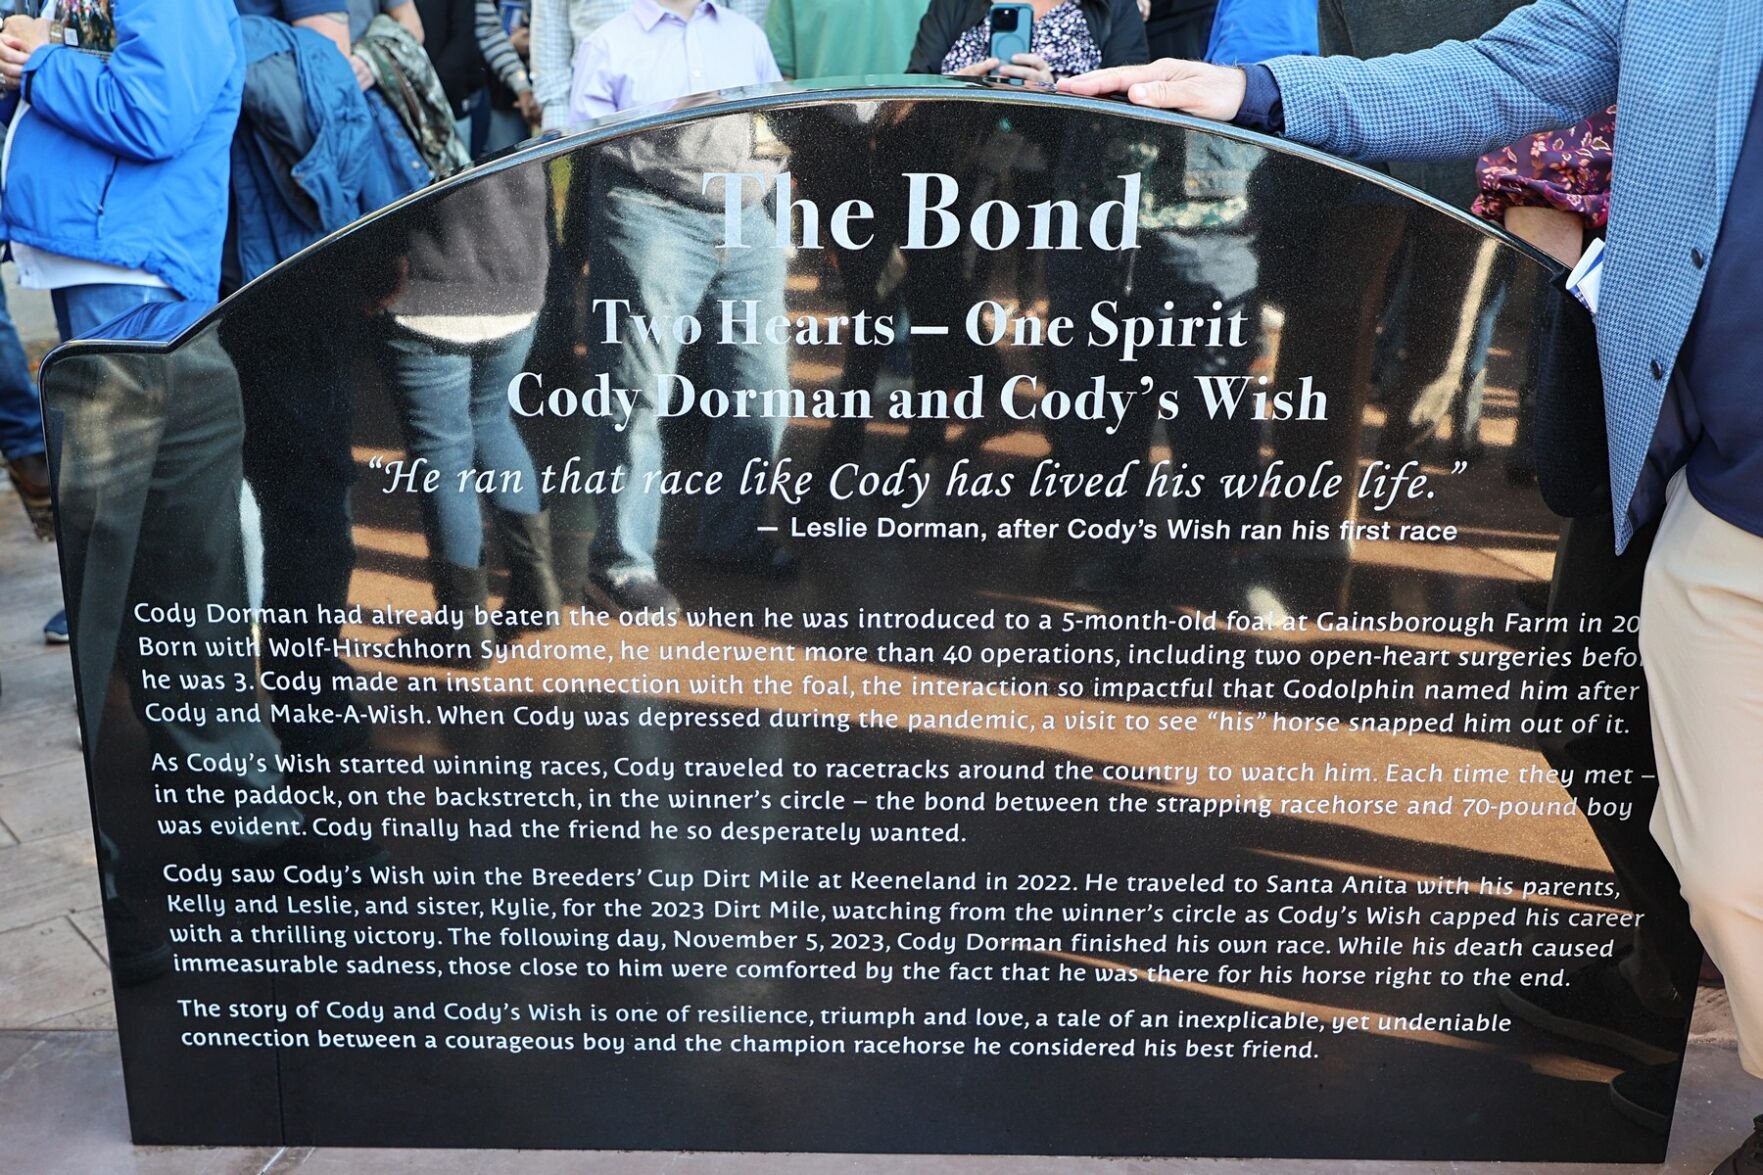 The Bond
Two Hearts – One Spirit
Cody Dorman and Cody's Wish
“He ran that race like Cody has lived his whole life.”
– Leslie Dorman, after Cody's Wish ran his first race
Cody Dorman had already beaten the odds when he was introduced to a 5-month-old foal at Gainsborough Farm in 20
Born with Wolf-Hirschhorn Syndrome, he underwent more than 40 operations, including two open-heart surgeries befo
he was 3. Cody made an instant connection with the foal, the interaction so impactful that Godolphin named him after
Cody and Make-A-Wish. When Cody was depressed during the pandemic, a visit to see “his” horse snapped him out of it.
As Cody's Wish started winning races, Cody traveled to racetracks around the country to watch him. Each time they met –
in the paddock, on the backstretch, in the winner's circle – the bond between the strapping racehorse and 70-pound boy
was evident. Cody finally had the friend he so desperately wanted.
Cody saw Cody's Wish win the Breeders' Cup Dirt Mile at Keeneland in 2022. He traveled to Santa Anita with his parents,
Kelly and Leslie, and sister, Kylie, for the 2023 Dirt Mile, watching from the winner's circle as Cody's Wish capped his career
with a thrilling victory. The following day, November 5, 2023, Cody Dorman finished his own race. While his death caused
immeasurable sadness, those close to him were comforted by the fact that he was there for his horse right to the end.
The story of Cody and Cody's Wish is one of resilience, triumph and love, a tale of an inexplicable, yet undeniable
connection between a courageous boy and the champion racehorse he considered his best friend.